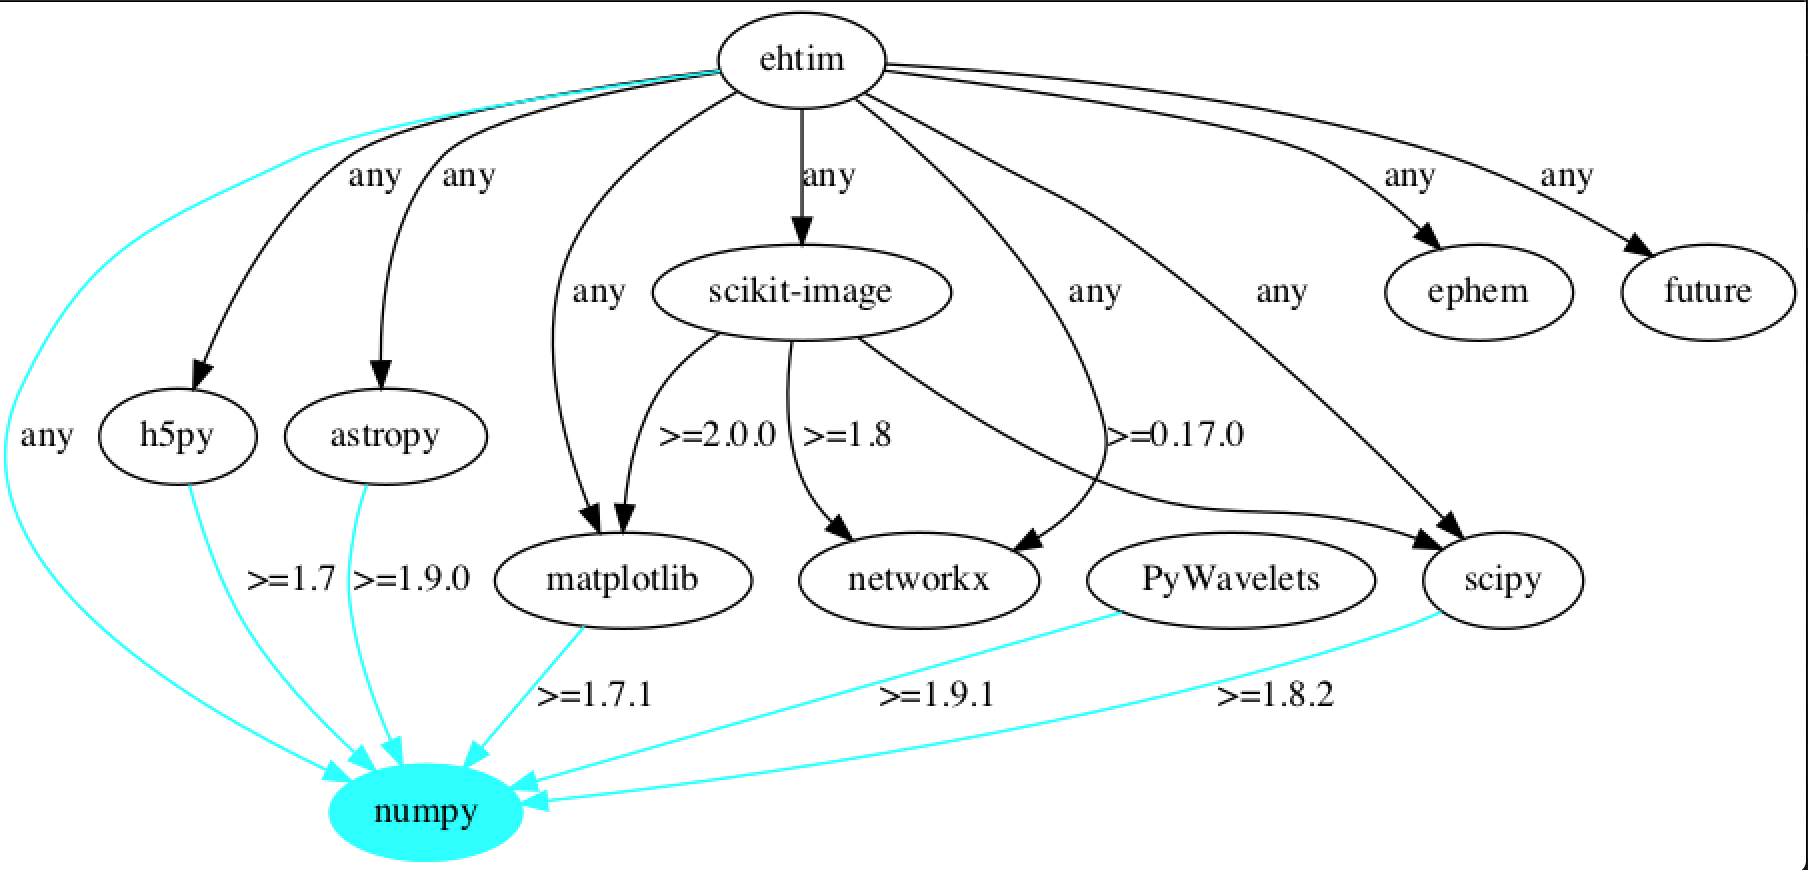 ehtim
any
any
any
any
any
any
scikit-image
any
any
ephem
future
any
h5py
astropy
>=2.0.0
>=1.8
>=0.17.0
>=1.7
>=1.9.0
matplotlib
networkx
PyWavelets
scipy
>=1.7.1
>=1.9.1
>=1.8.2
numpy